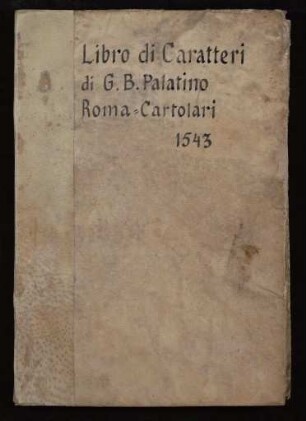 Libro di Caratteri
di G. B. Palatino
Roma = Cartolari
1543